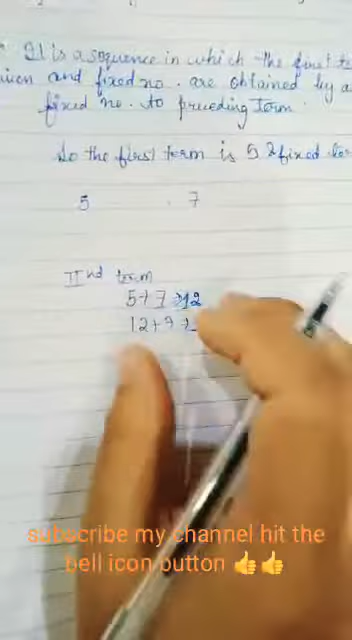 It is a sequence in which the first te
and fixed no. are obtained by a
fixed no. to preceding term.
So the first term is 5 & fixed
5 . 7
IInd term
5+7 => 12
12+7 =>
subscribe my channel hit the
bell icon button 👍👍